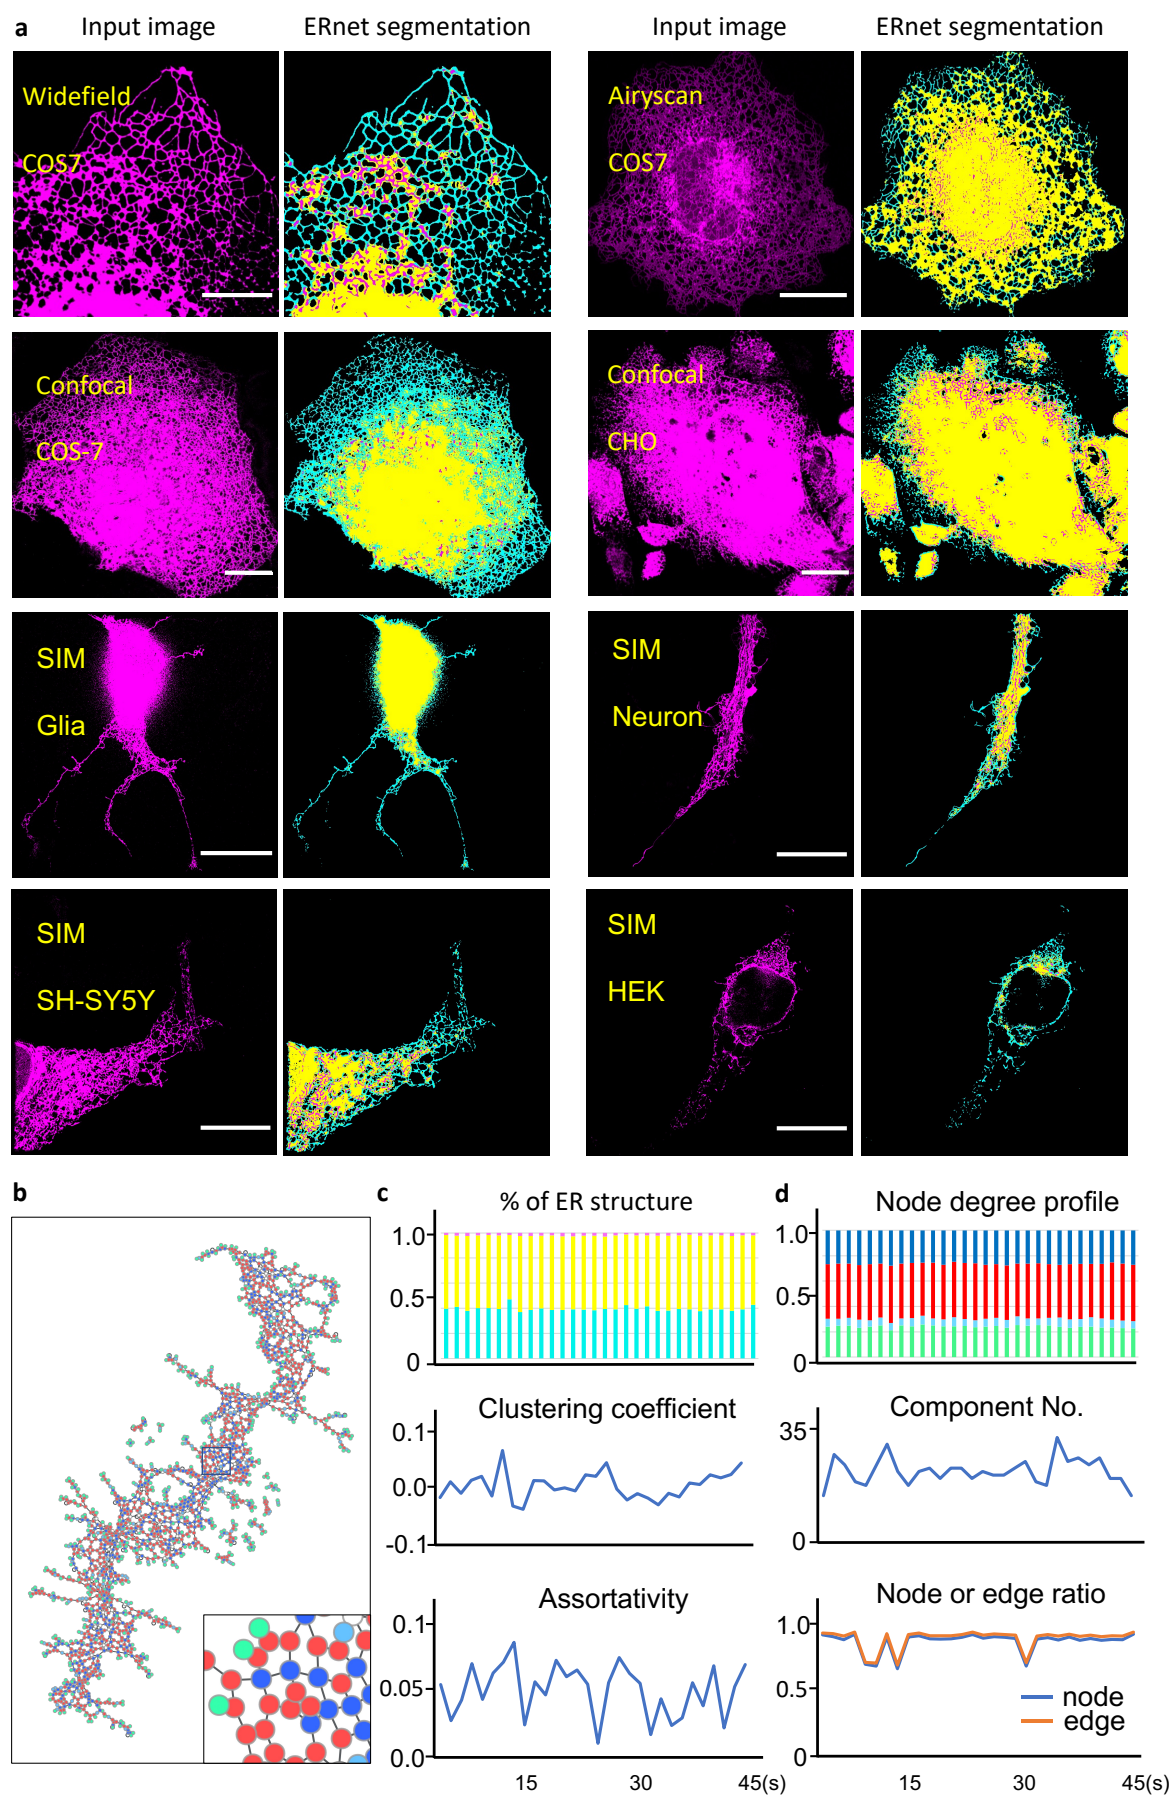 a Input image ERnet segmentation Input image ERnet segmentation
Widefield
COS7
Airyscan
COS7
Confocal
COS-7
Confocal
CHO
SIM
Glia
SIM
Neuron
SIM
SH-SY5Y
SIM
HEK
b
c
% of ER structure
1.0
0.5
0
Clustering coefficient
0.1
0.0
-0.1
Assortativity
0.1
0.05
0.0
15 30 45(s)
d
Node degree profile
1.0
0.5
0
Component No.
35
0
Node or edge ratio
1.0
0.5
0
node
edge
15 30 45(s)